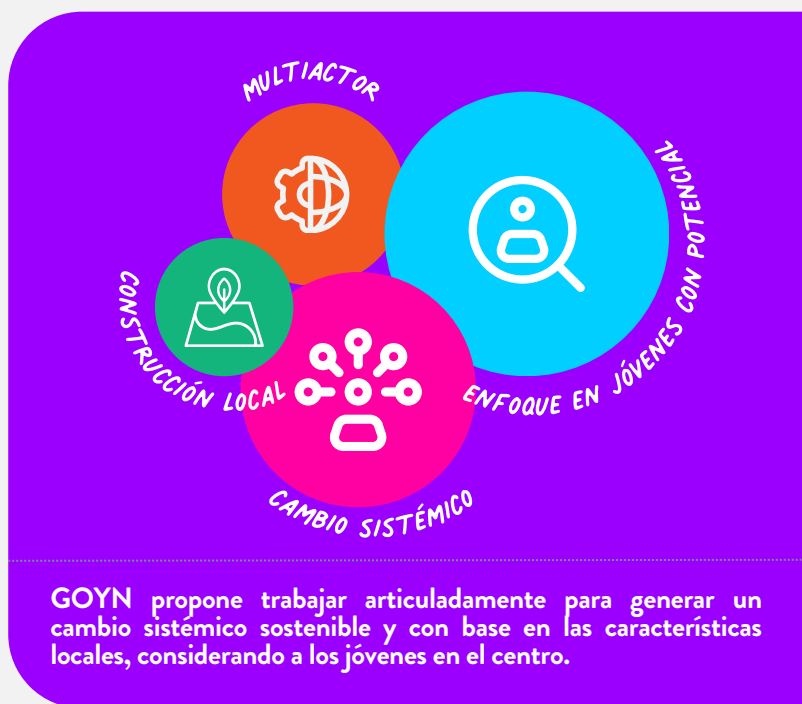 MULTIACTOR
ENFOQUE EN JÓVENES CON POTENCIAL
CONSTRUCCIÓN LOCAL
CAMBIO SISTÉMICO
GOYN propone trabajar articuladamente para generar un
cambio sistémico sostenible y con base en las características
locales, considerando a los jóvenes en el centro.